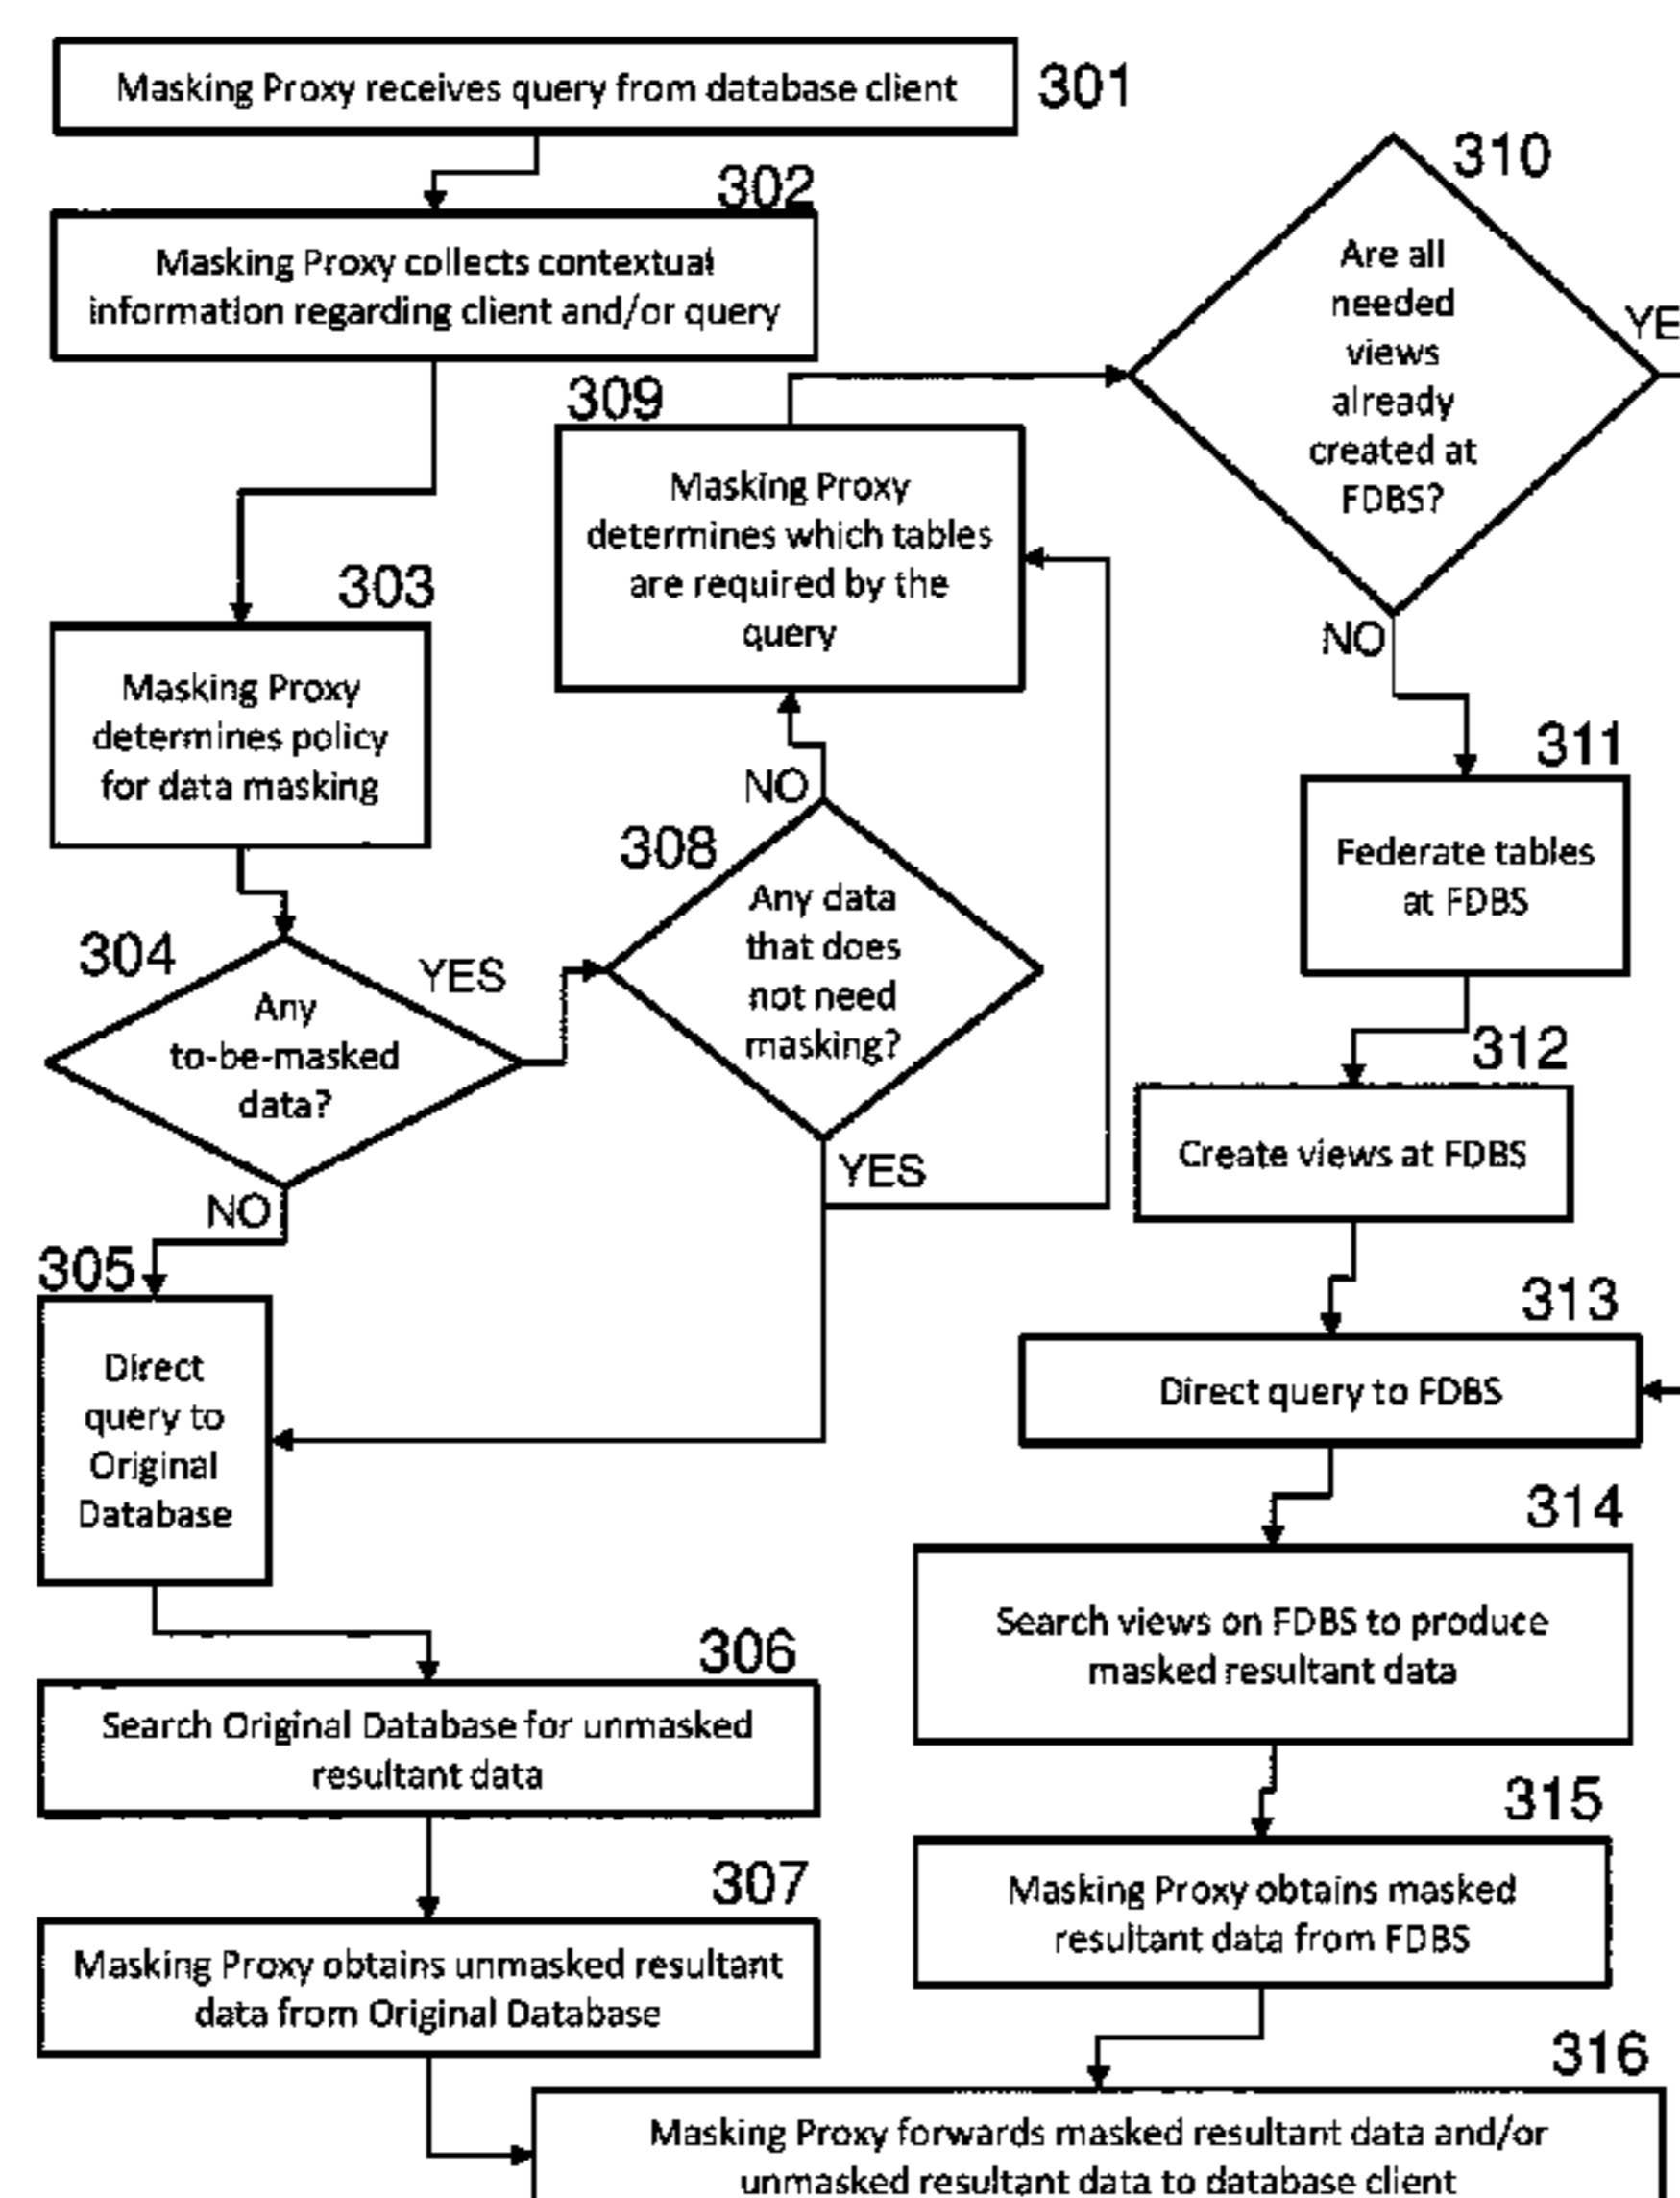 Masking Proxy receives query from database client
301
302
Masking Proxy collects contextual
information regarding client and/or query
303
Masking Proxy
determines policy
for data masking
304
Any
to-be-masked
data?
YES
NO
305
Direct
query to
Original
Database
306
Search Original Database for unmasked
resultant data
307
Masking Proxy obtains unmasked resultant
data from Original Database
308
Any data
that does
not need
masking?
NO
YES
309
Masking Proxy
determines which tables
are required by the
query
310
Are all
needed
views
already
created at
FDBS?
YE
NO
311
Federate tables
at FDBS
312
Create views at FDBS
313
Direct query to FDBS
314
Search views on FDBS to produce
masked resultant data
315
Masking Proxy obtains masked
resultant data from FDBS
316
Masking Proxy forwards masked resultant data and/or
unmasked resultant data to database client